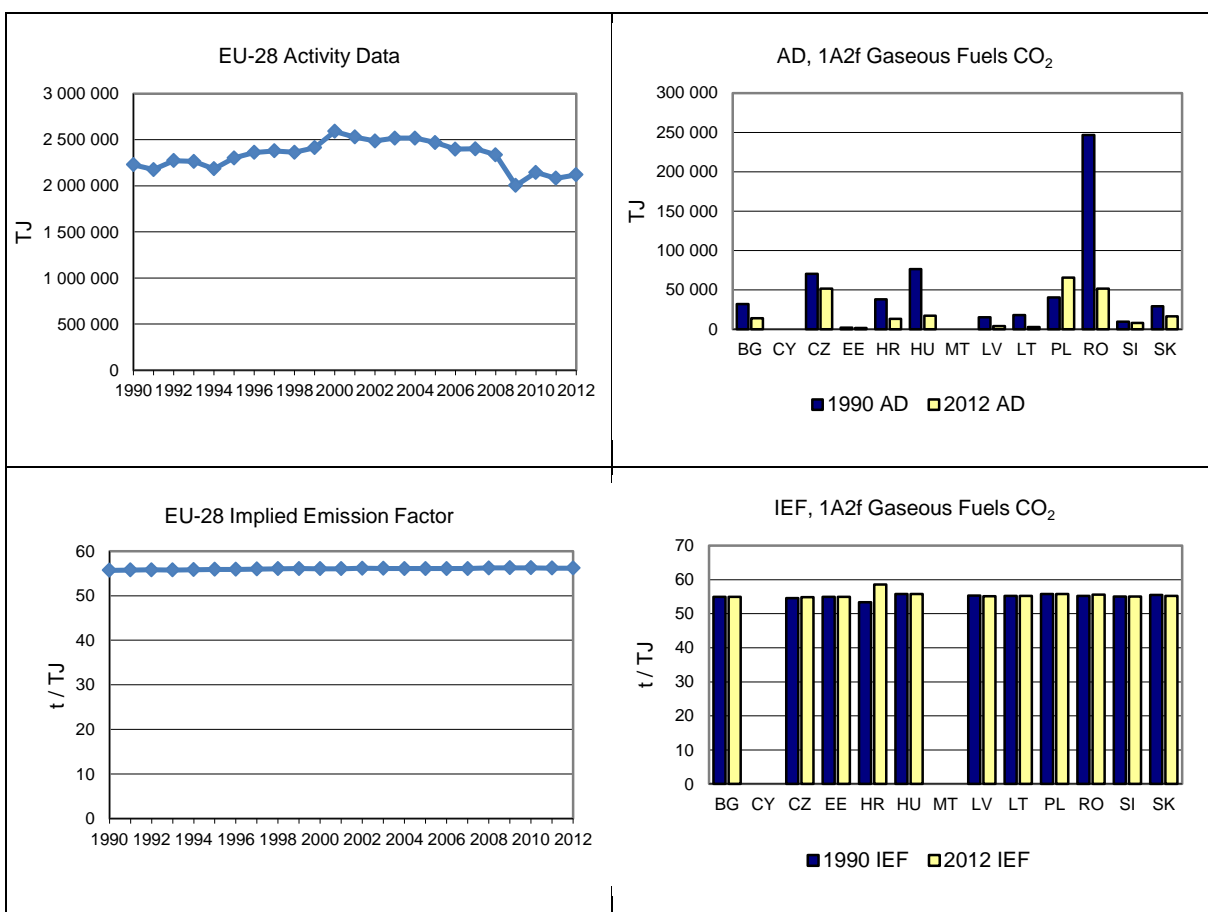 EU-28 Activity Data
3 000 000
2 500 000
2 000 000
1 500 000
1 000 000
500 000
0
TJ
1990 1992 1994 1996 1998 2000 2002 2004 2006 2008 2010 2012
AD, 1A2f Gaseous Fuels CO₂
300 000
250 000
200 000
150 000
100 000
50 000
0
TJ
BG CY CZ EE HR HU MT LV LT PL RO SI SK
1990 AD 2012 AD
EU-28 Implied Emission Factor
60
50
40
30
20
10
0
t / TJ
1990 1992 1994 1996 1998 2000 2002 2004 2006 2008 2010 2012
IEF, 1A2f Gaseous Fuels CO₂
70
60
50
40
30
20
10
0
t / TJ
BG CY CZ EE HR HU MT LV LT PL RO SI SK
1990 IEF 2012 IEF